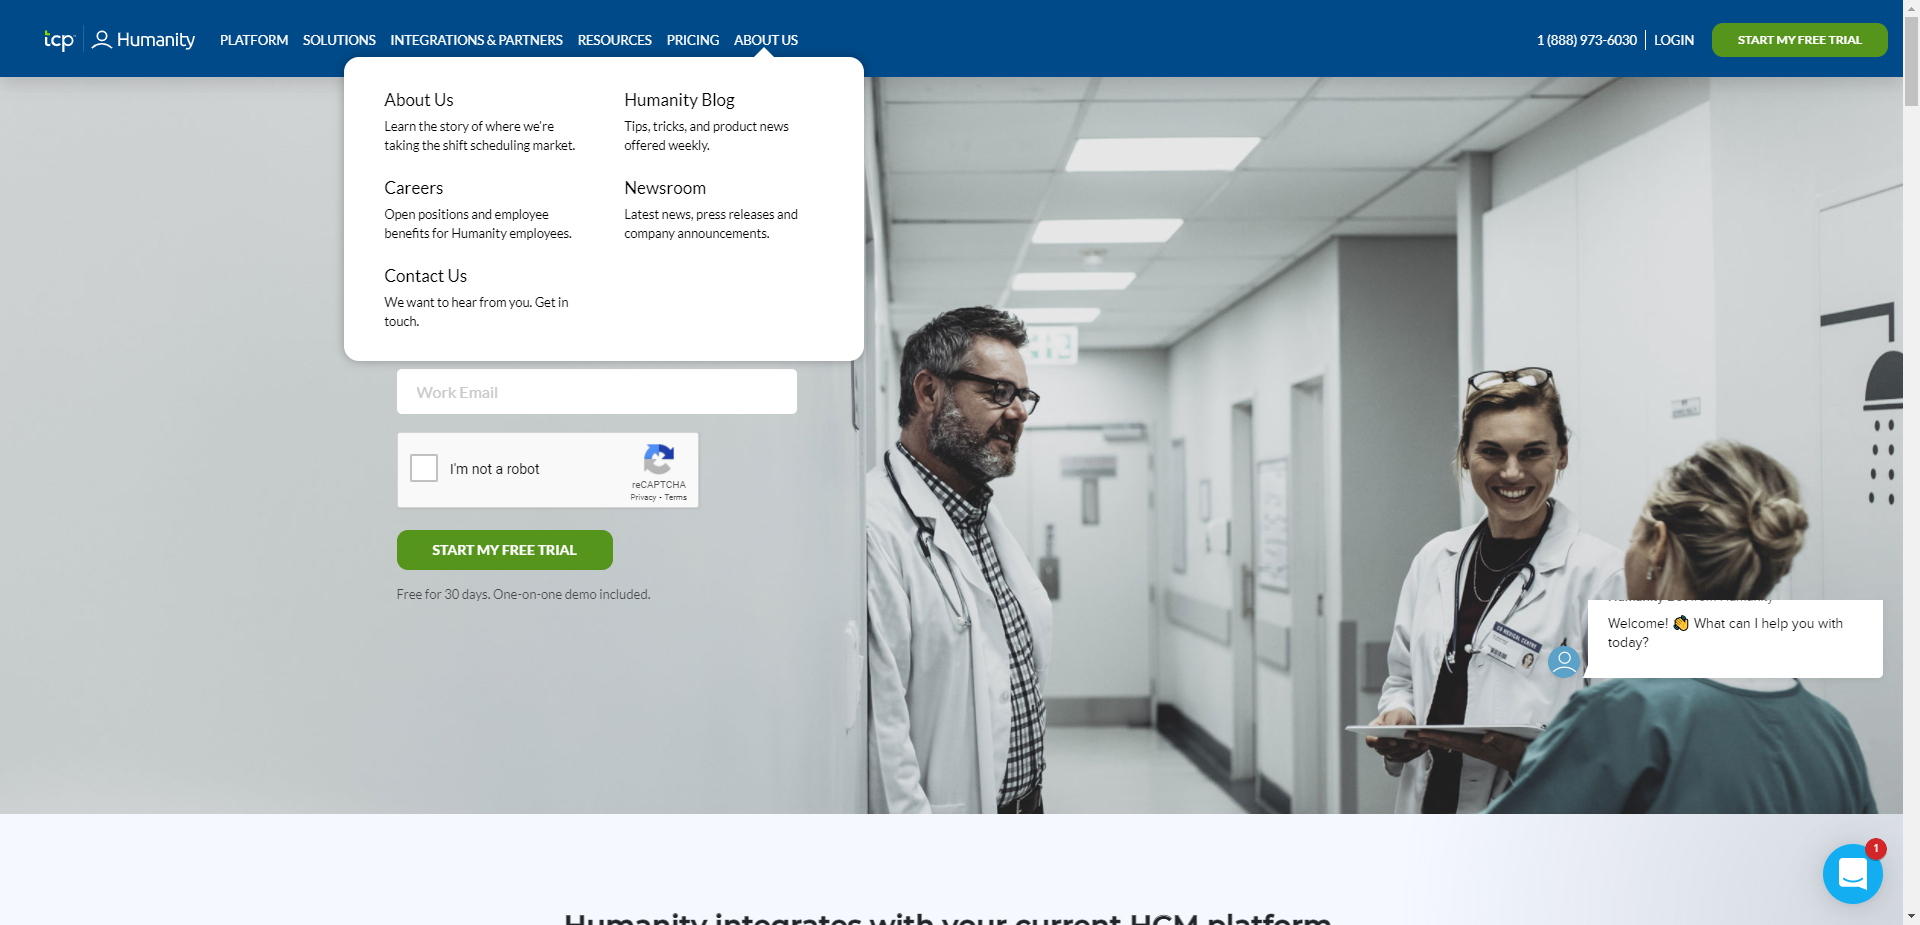 tcp Humanity PLATFORM SOLUTIONS INTEGRATIONS & PARTNERS RESOURCES PRICING ABOUT US 1 (888) 973-6030 LOGIN START MY FREE TRIAL
About Us
Learn the story of where we're
taking the shift scheduling market.
Humanity Blog
Tips, tricks, and product news
offered weekly.
Careers
Open positions and employee
benefits for Humanity employees.
Newsroom
Latest news, press releases and
company announcements.
Contact Us
We want to hear from you. Get in
touch.
Work Email
I'm not a robot
reCAPTCHA
Privacy - Terms
START MY FREE TRIAL
Free for 30 days. One-on-one demo included.
Welcome! 👏 What can I help you with
today?
1
Humanity integrates with your current HCM platform